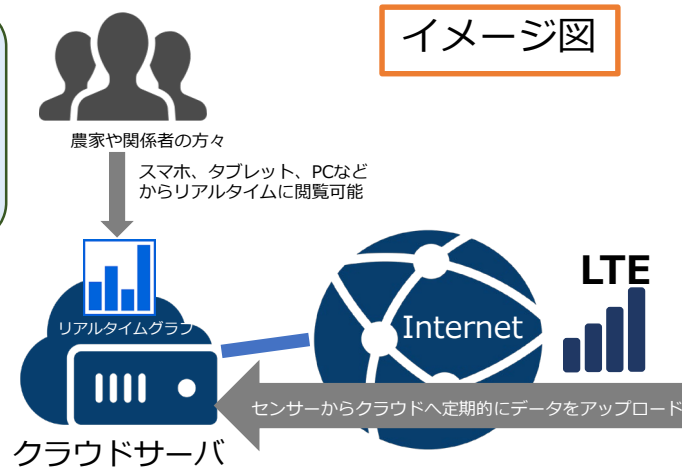 イメージ図
農家や関係者の方々
スマホ、タブレット、PCなど
からリアルタイムに閲覧可能
LTE
リアルタイムグラフ
Internet
センサーからクラウドへ定期的にデータをアップロード
クラウドサーバ